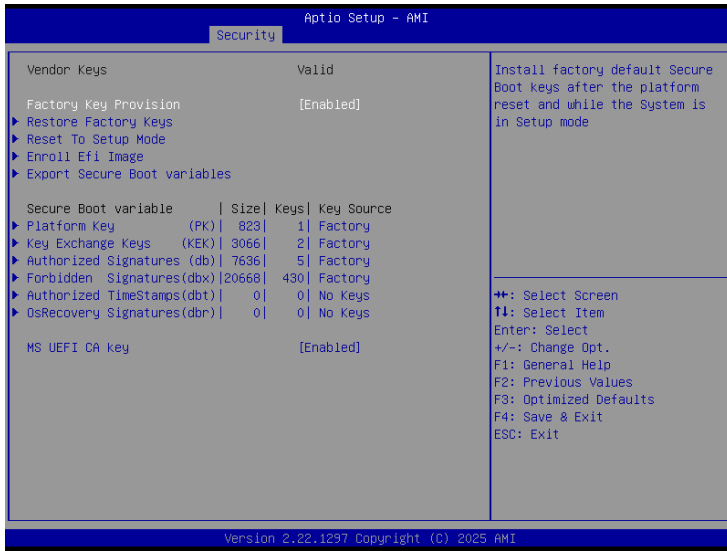 Aptio Setup – AMI
Security
Vendor Keys Valid
Factory Key Provision [Enabled]
Restore Factory Keys
Reset To Setup Mode
Enroll Efi Image
Export Secure Boot variables
Secure Boot variable | Size| Keys| Key Source
Platform Key (PK)| 823| 1| Factory
Key Exchange Keys (KEK)| 3066| 2| Factory
Authorized Signatures (db)| 7636| 5| Factory
Forbidden Signatures(dbx)|20668| 430| Factory
Authorized TimeStamps(dbt)| 0| 0| No Keys
OsRecovery Signatures(dbr)| 0| 0| No Keys
MS UEFI CA key [Enabled]
Install factory default Secure
Boot keys after the platform
reset and while the System is
in Setup mode
→←: Select Screen
↑↓: Select Item
Enter: Select
+/-: Change Opt.
F1: General Help
F2: Previous Values
F3: Optimized Defaults
F4: Save & Exit
ESC: Exit
Version 2.22.1297 Copyright (C) 2025 AMI